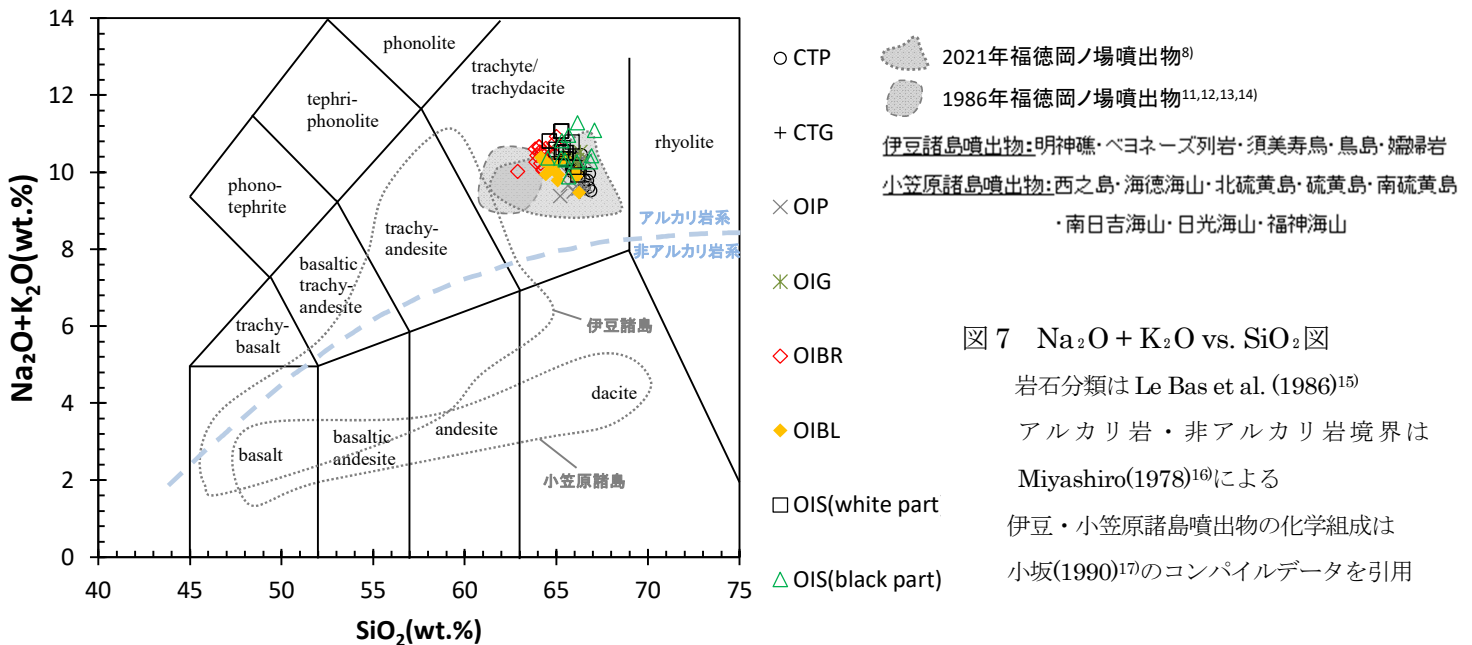 14
12
10
8
6
4
2
0
40
45
50
55
60
65
70
75
Na₂O+K₂O(wt.%)
SiO₂(wt.%)
phonolite
trachyte/
trachydacite
tephri-
phonolite
rhyolite
phono-
tephrite
trachy-
andesite
アルカリ岩系
非アルカリ岩系
basaltic
trachy-
andesite
trachy-
basalt
伊豆諸島
dacite
andesite
basaltic
andesite
basalt
小笠原諸島
CTP
CTG
OIP
OIG
OIBR
OIBL
OIS(white part
OIS(black part)
2021年福徳岡ノ場噴出物⁸⁾
1986年福徳岡ノ場噴出物¹¹,¹²,¹³,¹⁴⁾
伊豆諸島噴出物:明神礁・ベヨネーズ列岩・須美寿島・鳥島・孀婦岩
小笠原諸島噴出物:西之島・海徳海山・北硫黄島・硫黄島・南硫黄島
・南日吉海山・日光海山・福神海山
図 7 Na₂O + K₂O vs. SiO₂図
岩石分類は Le Bas et al. (1986)¹⁵⁾
アルカリ岩・非アルカリ岩境界は
Miyashiro(1978)¹⁶⁾による
伊豆・小笠原諸島噴出物の化学組成は
小坂(1990)¹⁷⁾のコンパイルデータを引用